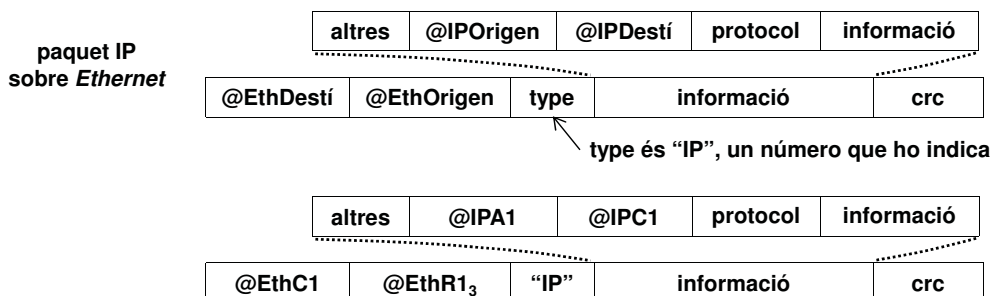 altres @IPOrigen @IPDestí protocol informació
paquet IP
sobre Ethernet
@EthDestí @EthOrigen type informació crc
type és “IP”, un número que ho indica
altres @IPA1 @IPC1 protocol informació
@EthC1 @EthR1₃ “IP” informació crc